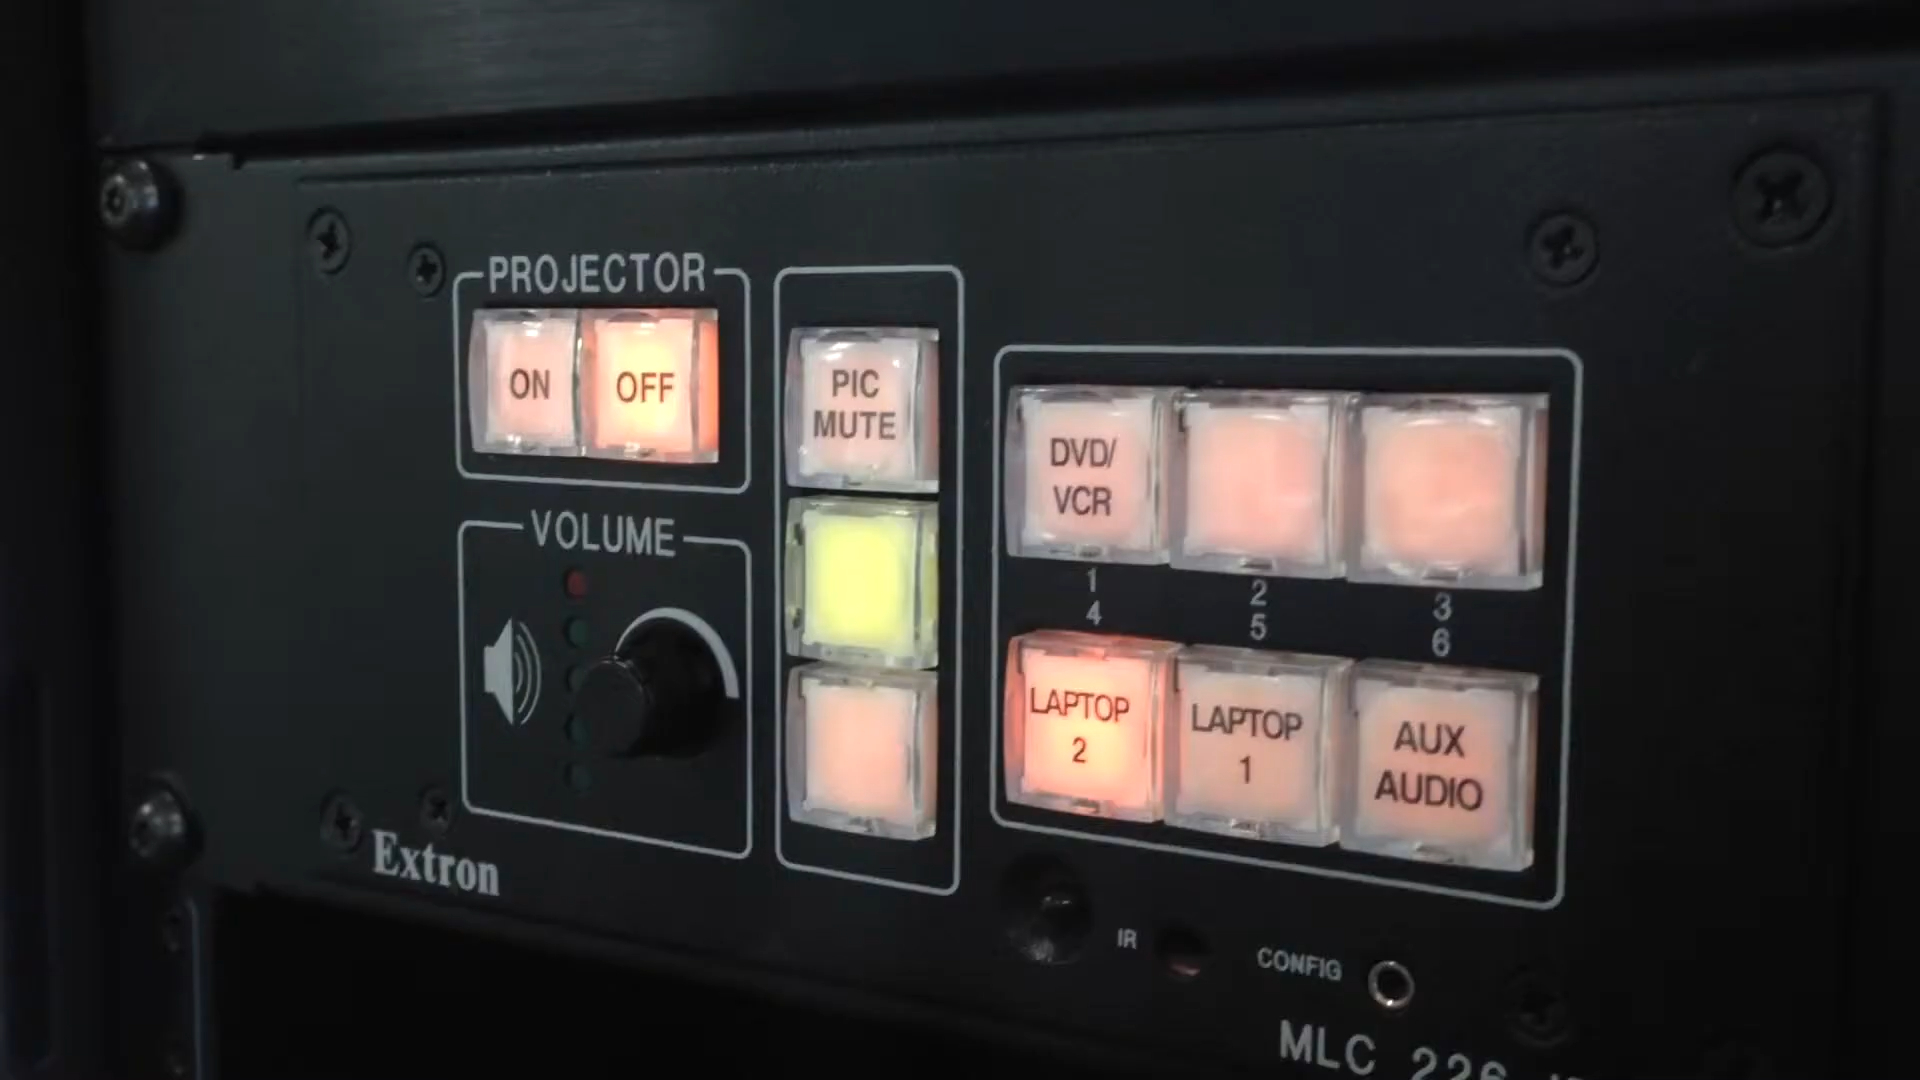 PROJECTOR
ON
OFF
VOLUME
PIC
MUTE
DVD/
VCR
1
2
3
4
5
6
LAPTOP
2
LAPTOP
1
AUX
AUDIO
Extron
IR
CONFIG
MLC 226